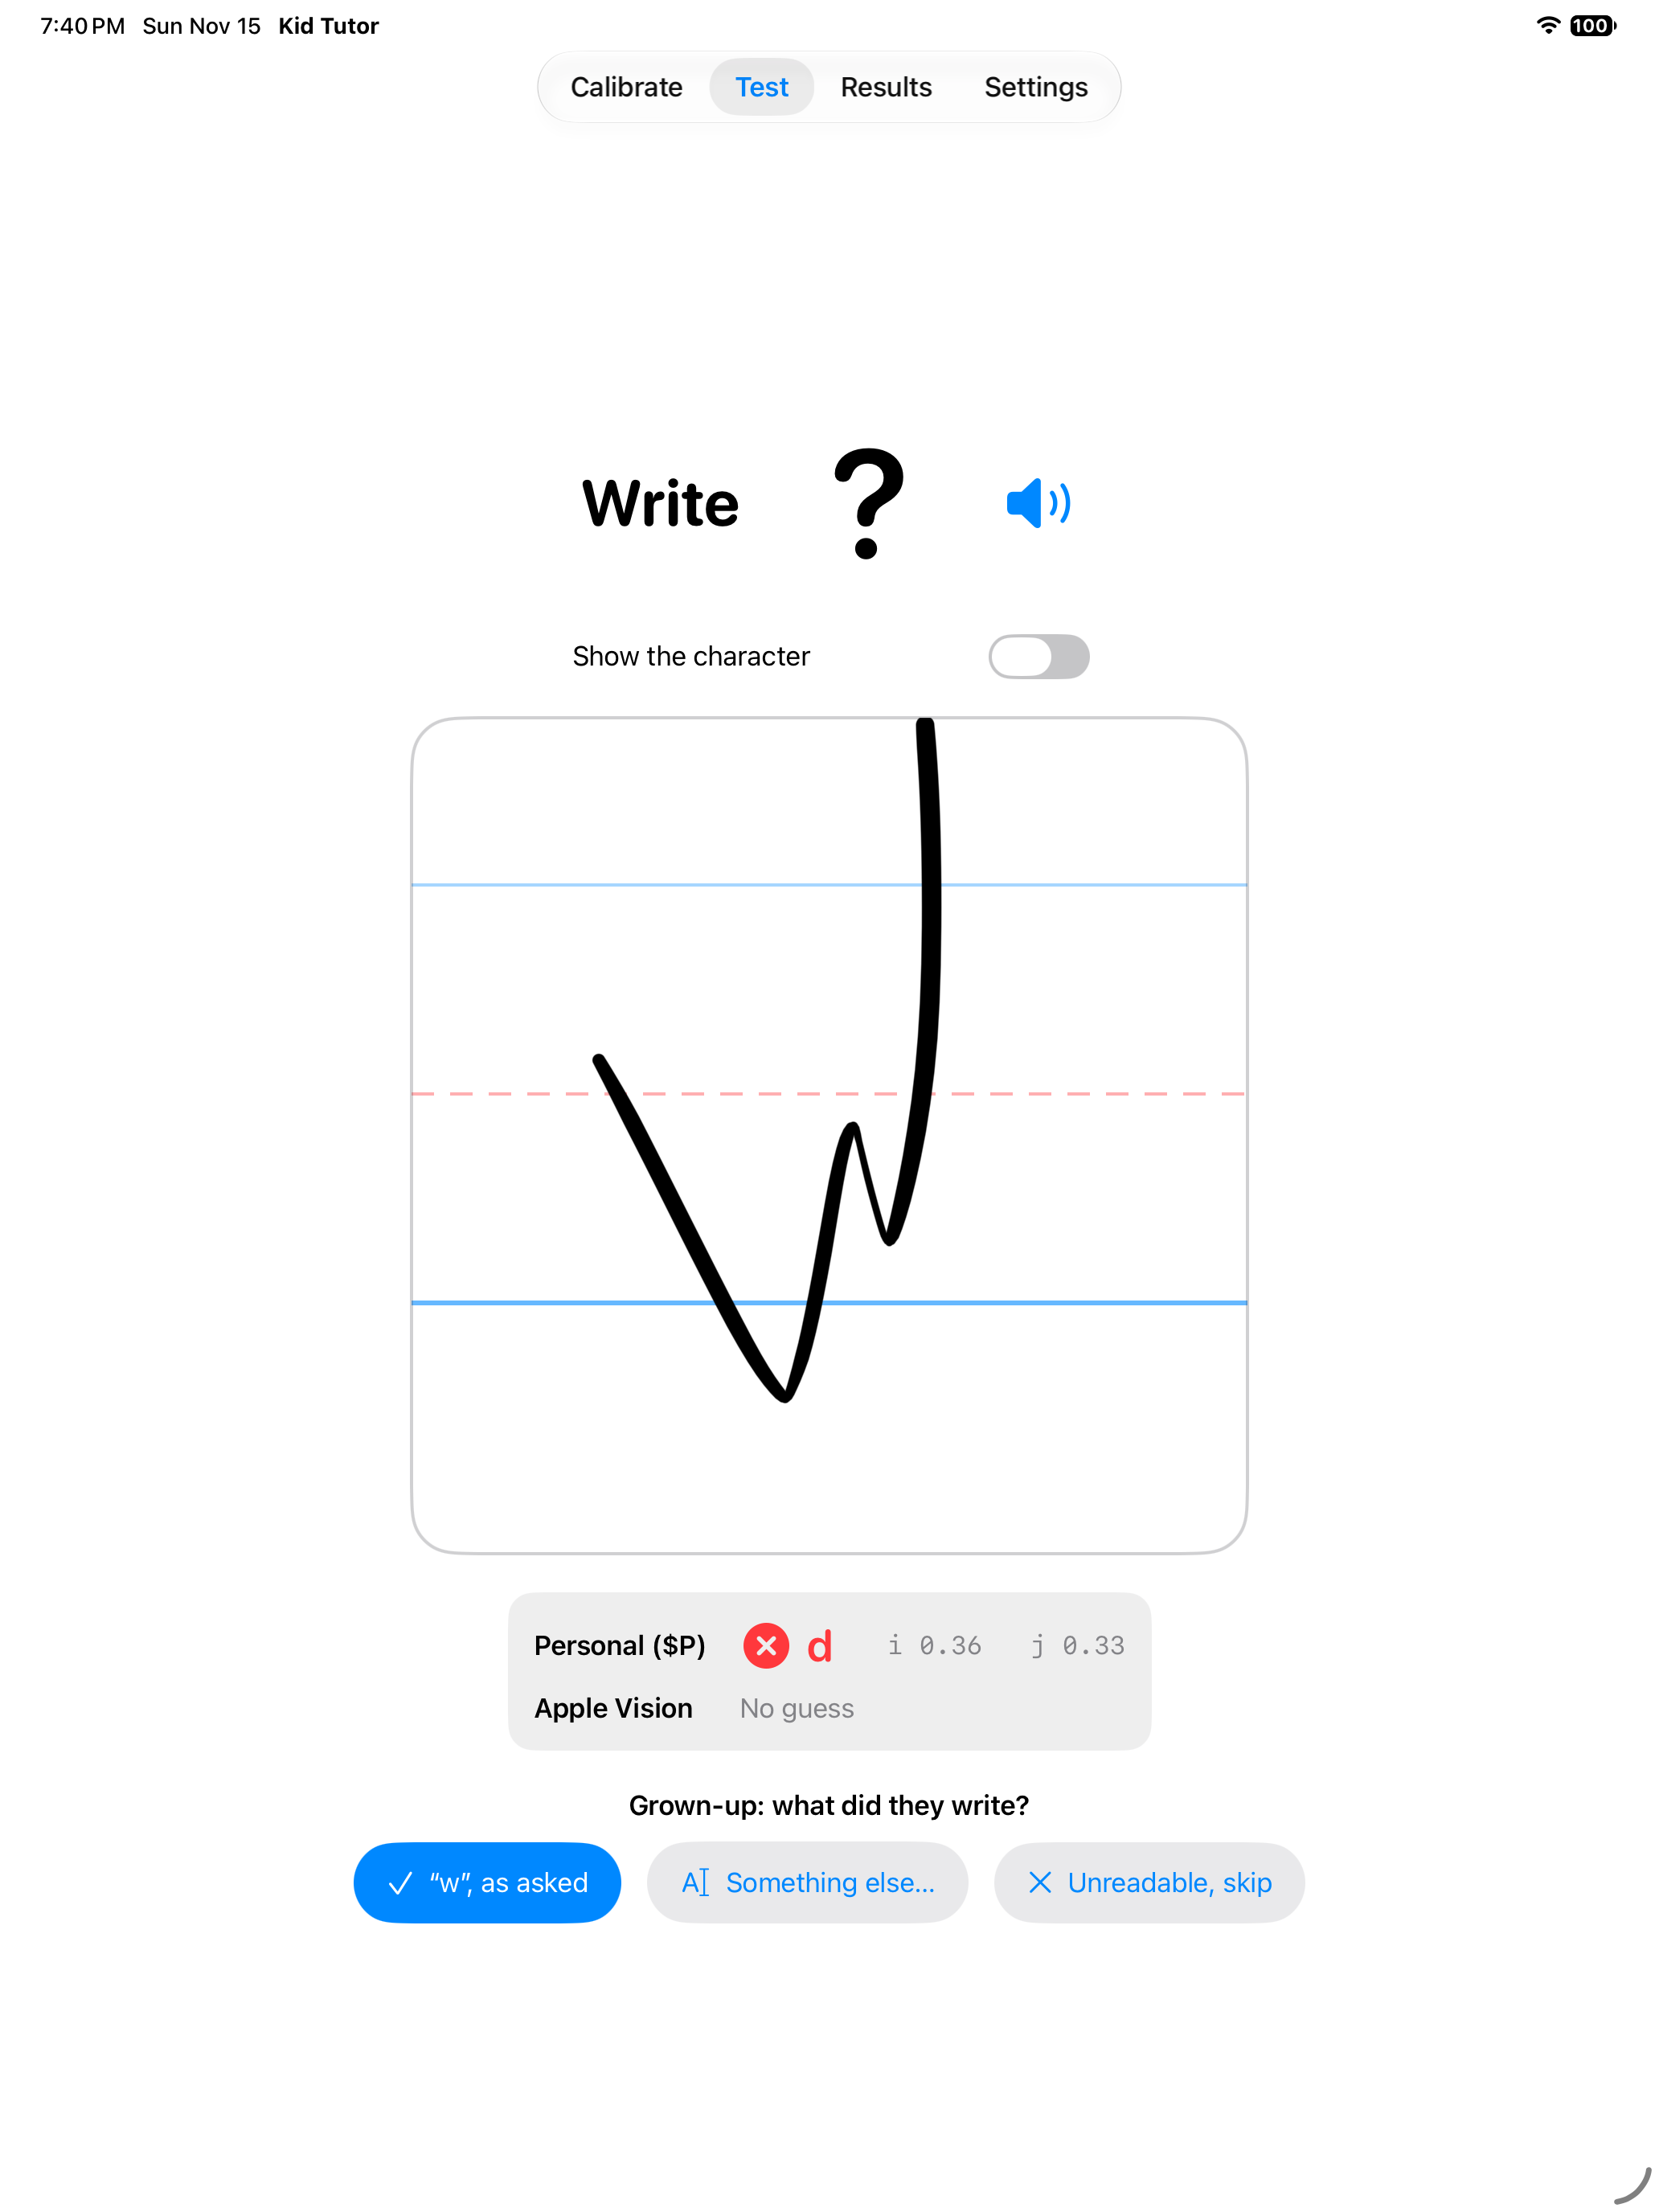 7:40 PM Sun Nov 15 Kid Tutor 100
Calibrate Test Results Settings
Write ?
Show the character
w
Personal ($P) d i 0.36 j 0.33
Apple Vision No guess
Grown-up: what did they write?
“w”, as asked Something else... Unreadable, skip